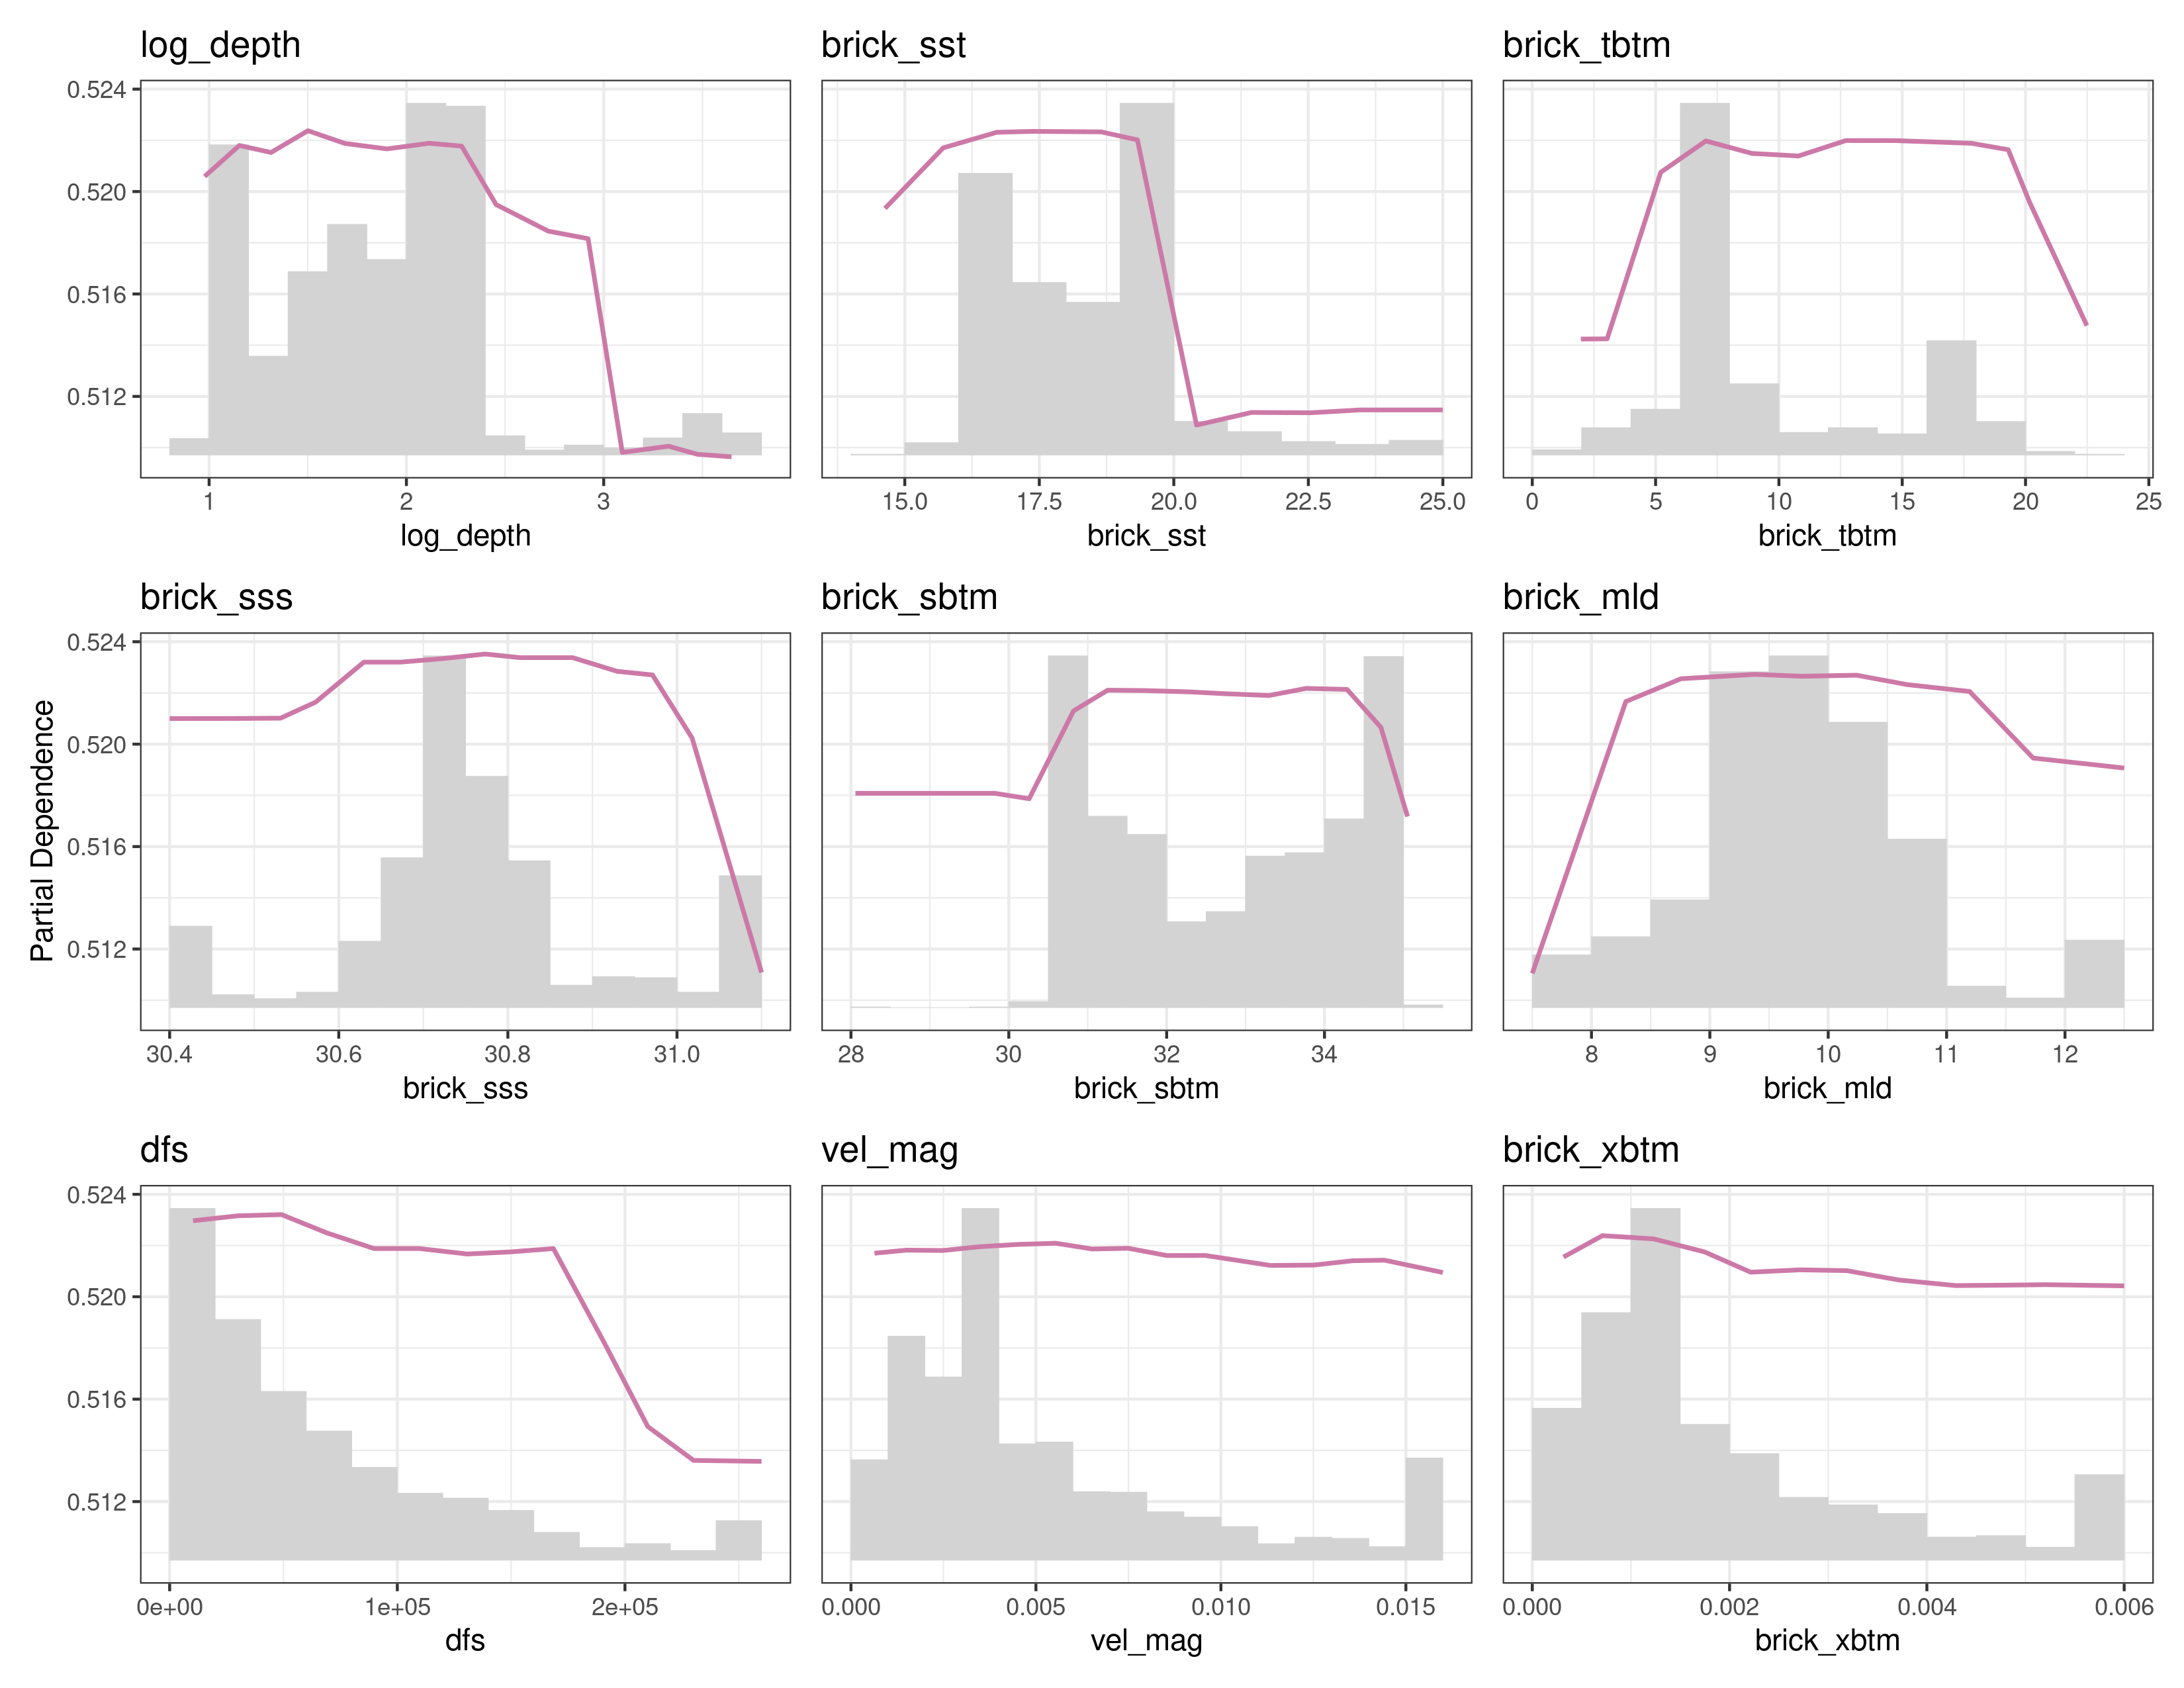 log_depth brick_sst brick_tbtm
0.524
0.520
0.516
0.512
1 2 3 15.0 17.5 20.0 22.5 25.0 0 5 10 15 20 25
log_depth brick_sst brick_tbtm
brick_sss brick_sbtm brick_mld
Partial Dependence
0.524
0.520
0.516
0.512
30.4 30.6 30.8 31.0 28 30 32 34 8 9 10 11 12
brick_sss brick_sbtm brick_mld
dfs vel_mag brick_xbtm
0.524
0.520
0.516
0.512
0e+00 1e+05 2e+05 0.000 0.005 0.010 0.015 0.000 0.002 0.004 0.006
dfs vel_mag brick_xbtm